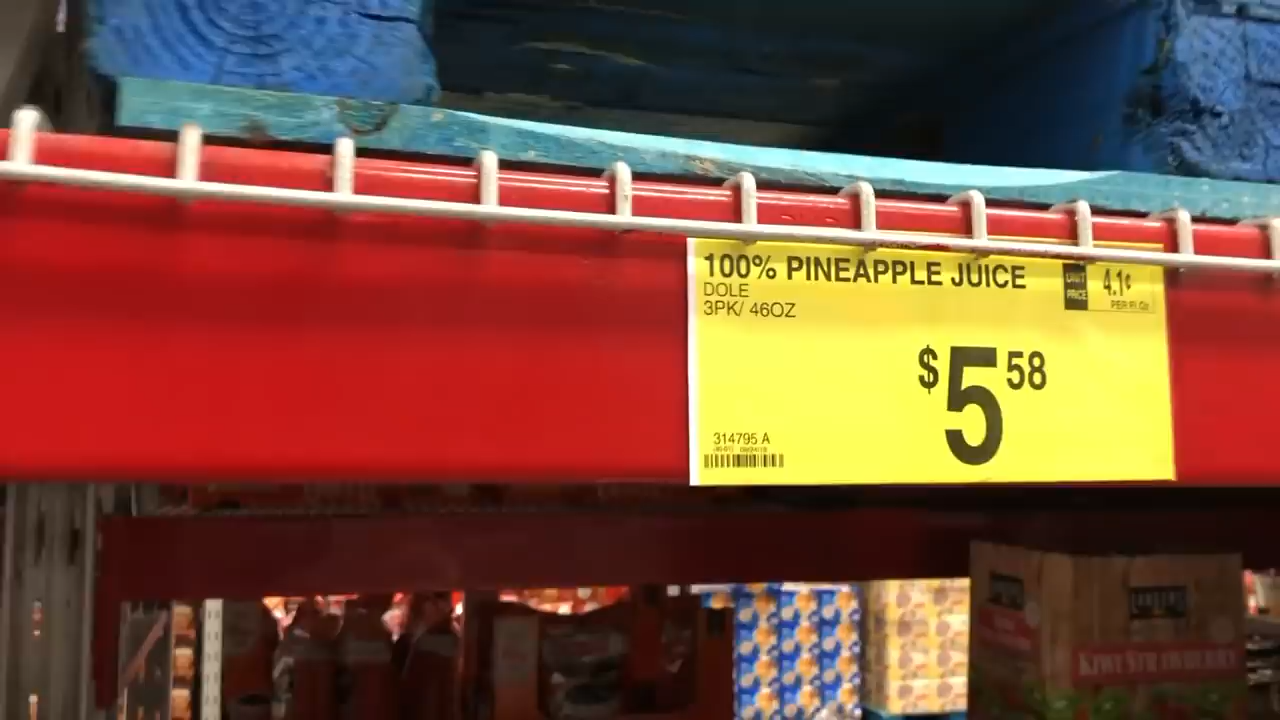 100% PINEAPPLE JUICE
DOLE
3PK/ 46OZ
UNIT
PRICE
4.1¢
PER Fl. Oz
$5 58
314795 A
KIWI STRAWBERRY